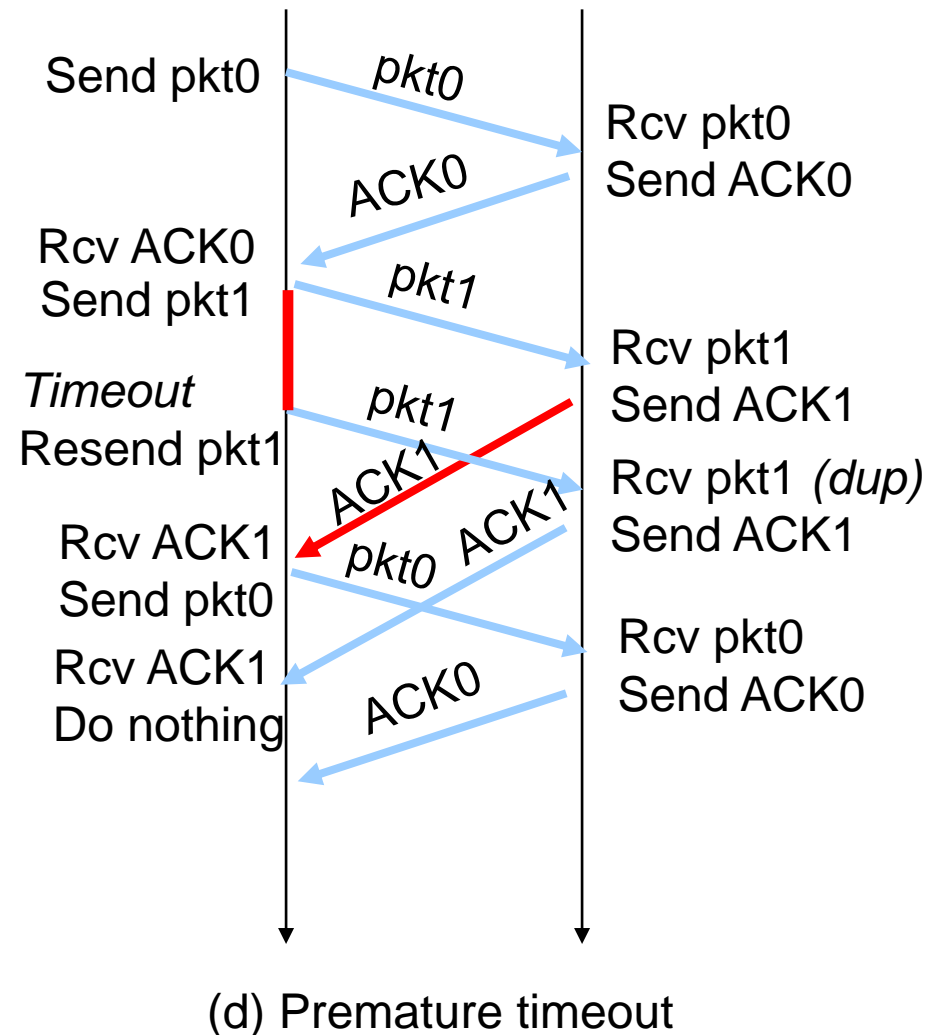 Send pkt0
pkt0
Rcv pkt0
Send ACK0
ACK0
Rcv ACK0
Send pkt1
pkt1
Rcv pkt1
Send ACK1
Timeout
Resend pkt1
pkt1
ACK1
Rcv pkt1 (dup)
Send ACK1
ACK1
Rcv ACK1
Send pkt0
pkt0
Rcv pkt0
Send ACK0
Rcv ACK1
Do nothing
ACK0
(d) Premature timeout